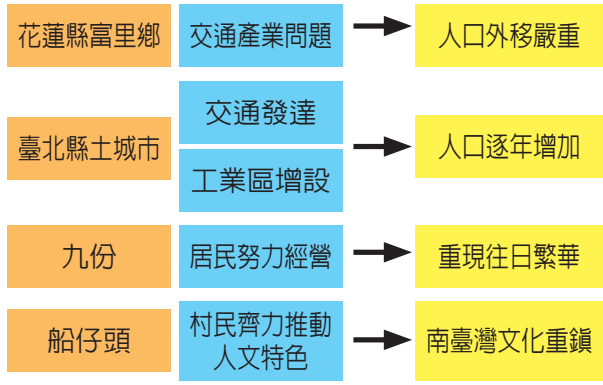 花蓮縣富里鄉
交通產業問題
人口外移嚴重
臺北縣土城市
交通發達
工業區增設
人口逐年增加
九份
居民努力經營
重現往日繁華
船仔頭
村民齊力推動
人文特色
南臺灣文化重鎮